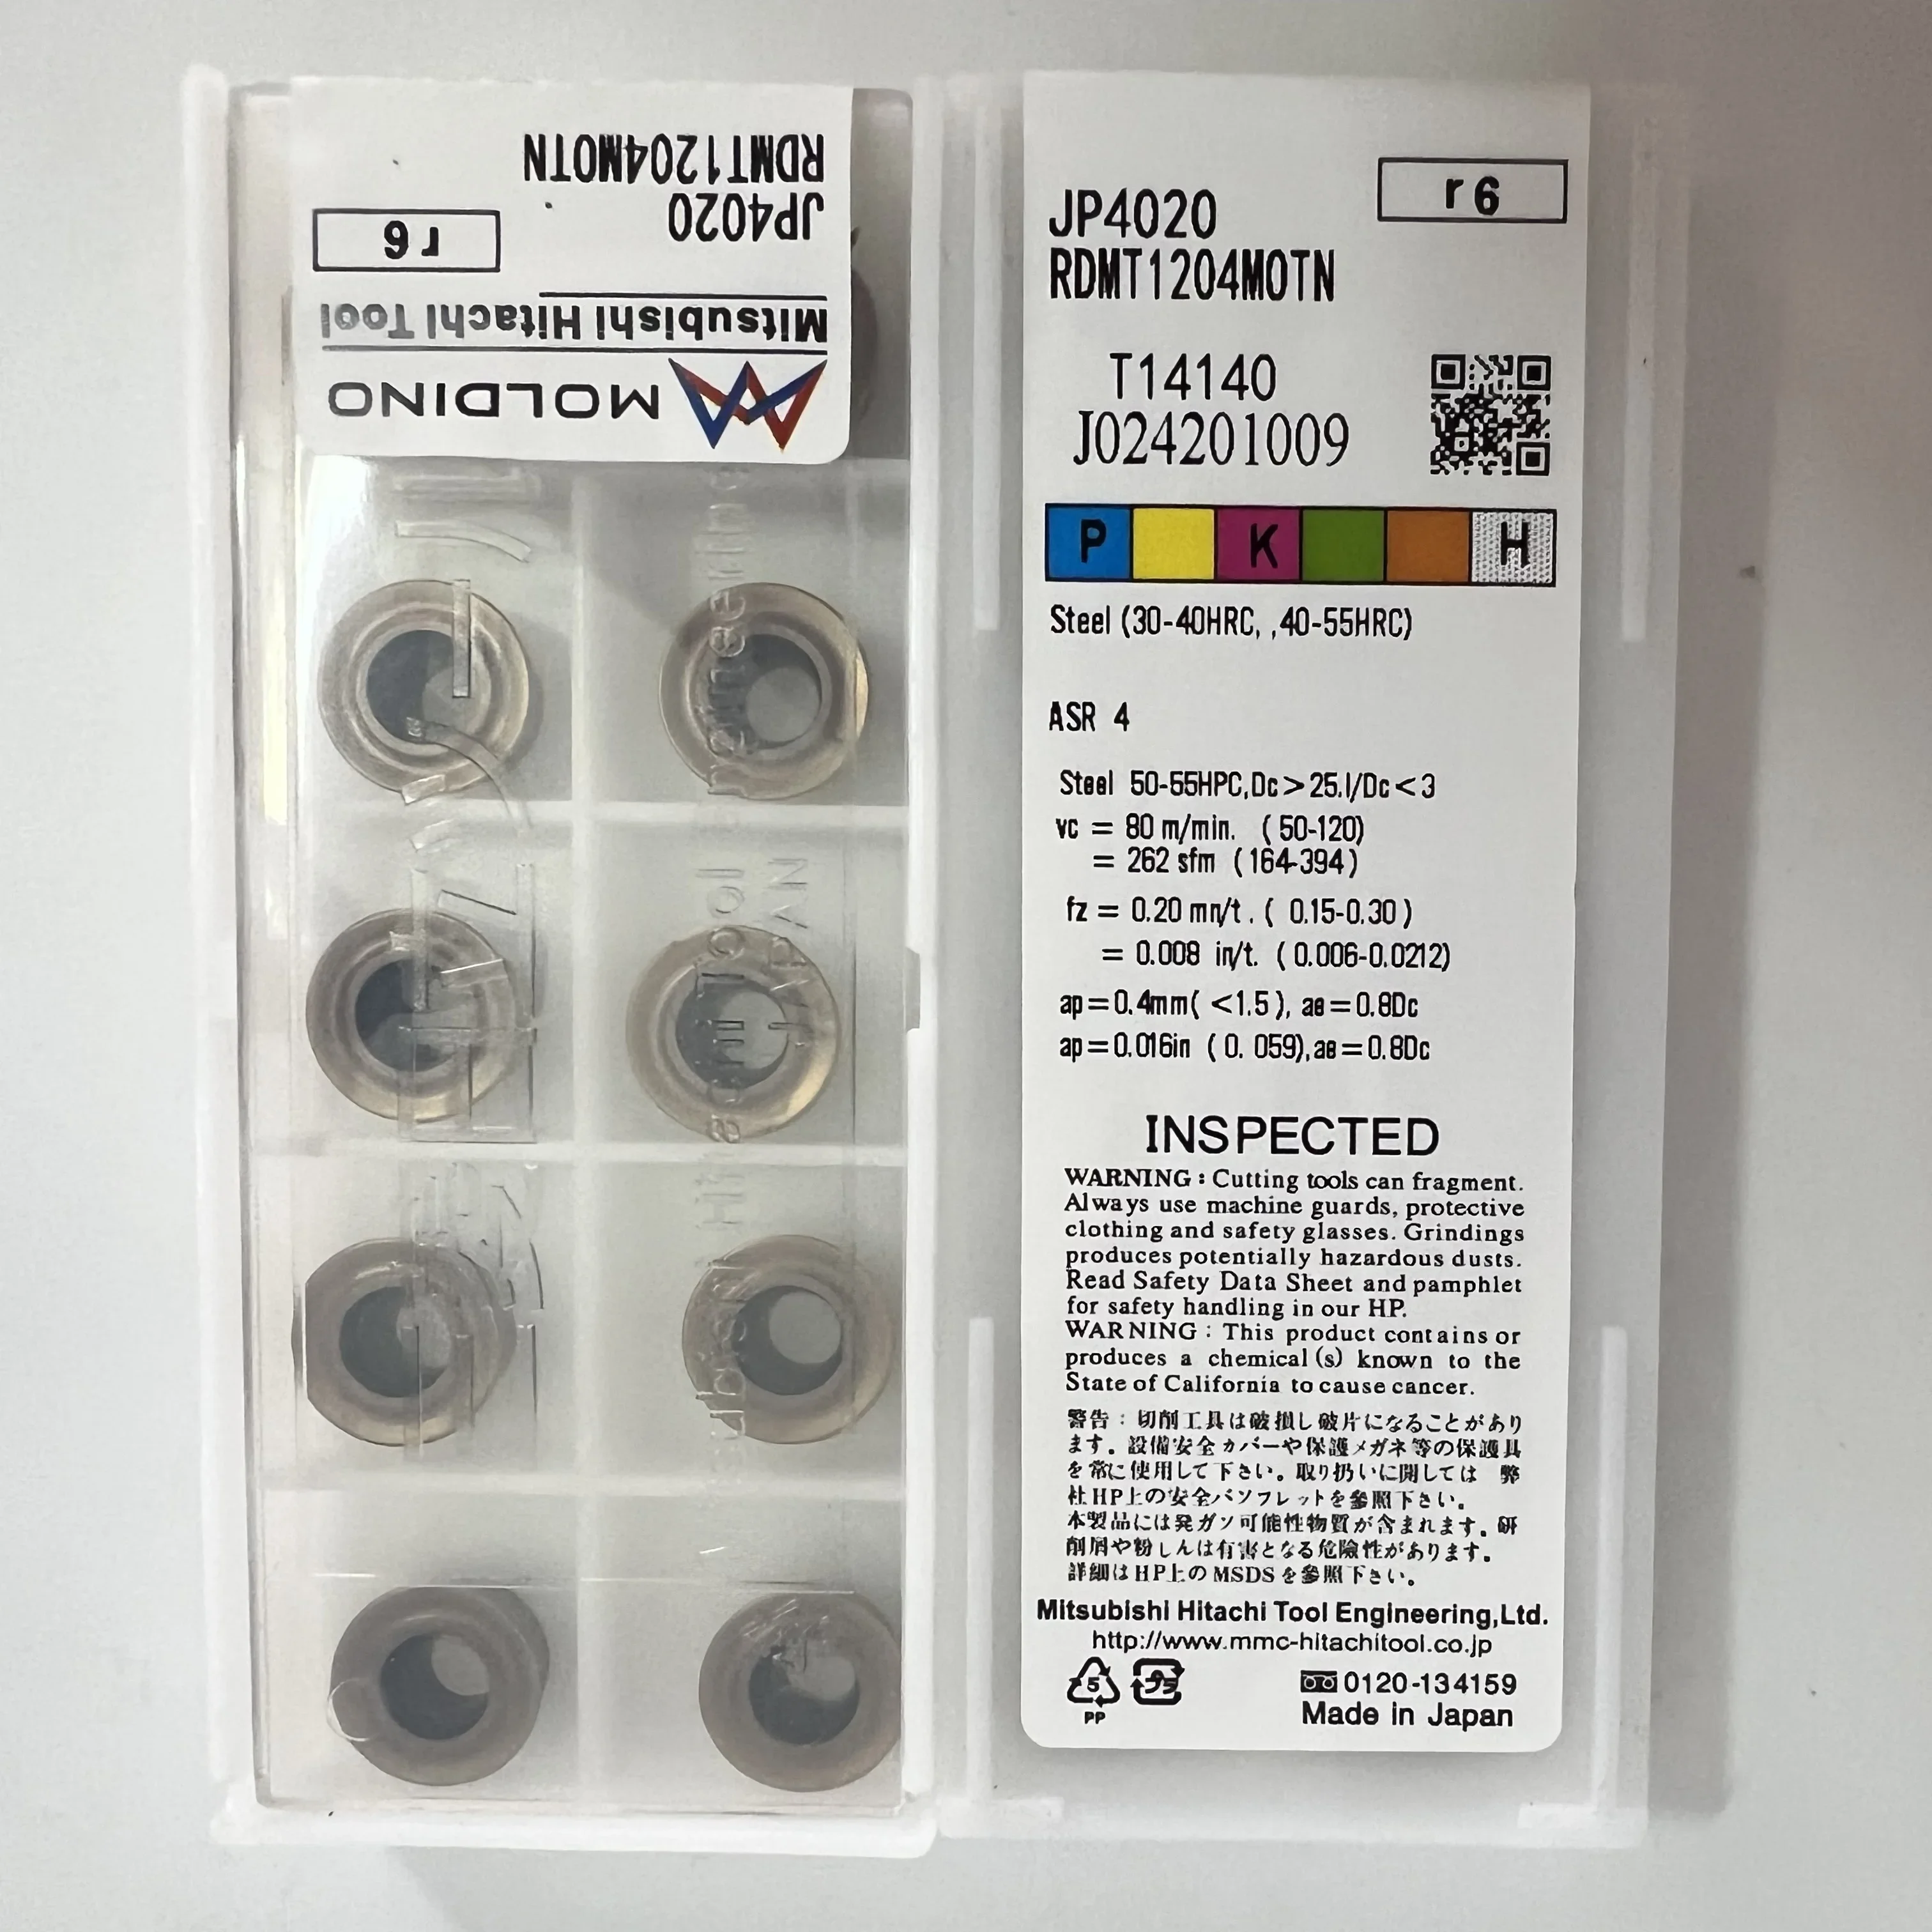 RDMT1204MOTN
JP4020
r6
Mitsubishi Hitachi Tool
MOLDINO
r6
JP4020
RDMT1204MOTN
T14140
J024201009
P K H
Steel (30-40HRC, ,40-55HRC)
ASR 4
Steel 50-55HPC,Dc>25.l/Dc<3
vc = 80 m/min. (50-120)
= 262 sfm (164-394)
fz = 0.20 mm/t. (0.15-0.30)
= 0.008 in/t. (0.006-0.0212)
ap=0.4mm(<1.5), ae=0.8Dc
ap=0.016in (0. 059),ae=0.8Dc
INSPECTED
WARNING : Cutting tools can fragment.
Always use machine guards, protective
clothing and safety glasses. Grindings
produces potentially hazardous dusts.
Read Safety Data Sheet and pamphlet
for safety handling in our HP.
WARNING : This product contains or
produces a chemical (s) known to the
State of California to cause cancer.
警告：切削工具は破損し破片になることがあり
ます。設備安全カバーや保護メガネ等の保護具
を常に使用して下さい。取り扱いに関しては 弊
社HP上の安全パンフレットを参照下さい。
本製品には発ガン可能性物質が含まれます。研
削屑や粉じんは有害となる危険性があります。
詳細はHP上のMSDSを参照下さい。
Mitsubishi Hitachi Tool Engineering,Ltd.
http://www.mmc-hitachitool.co.jp
5
PP
プラ
0120-134159
Made in Japan